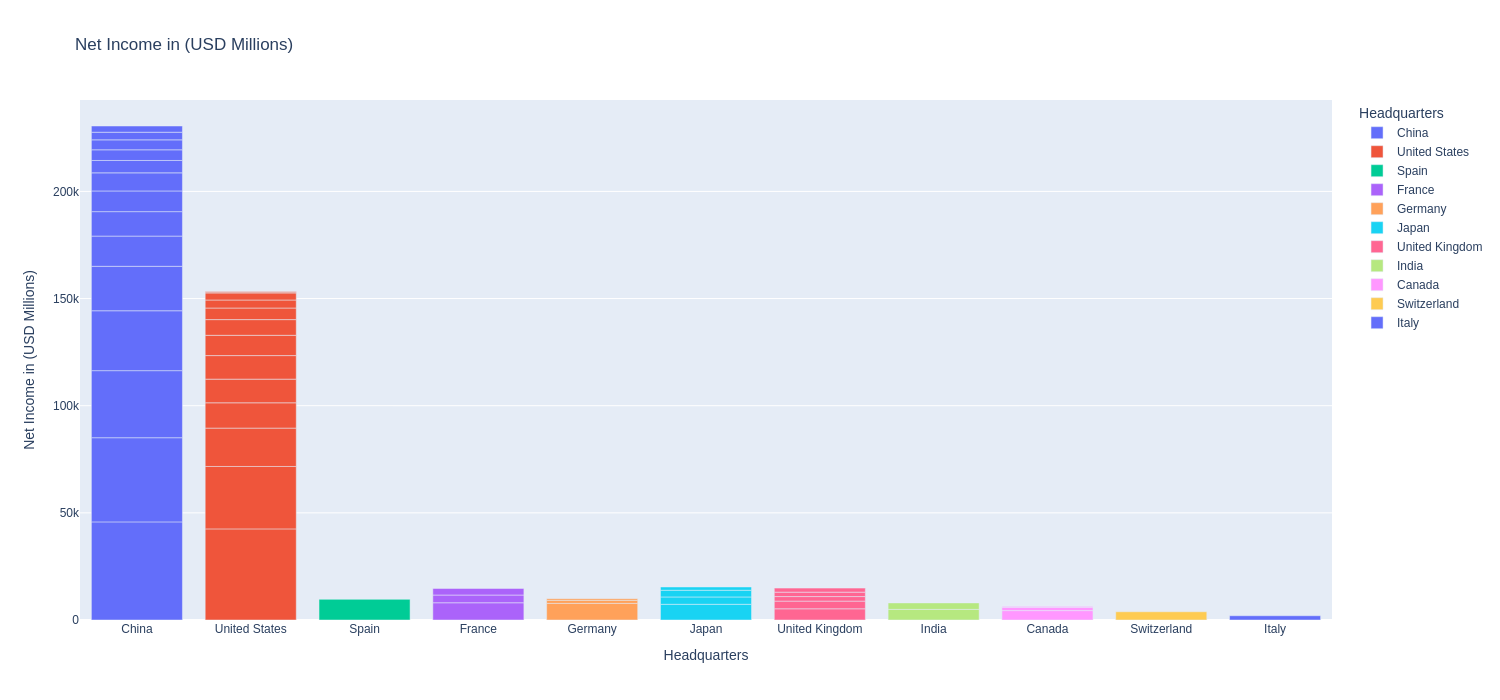 Net Income in (USD Millions)
Headquarters
China
United States
Spain
France
Germany
Japan
United Kingdom
India
Canada
Switzerland
Italy
200k
150k
100k
50k
0
Net Income in (USD Millions)
China United States Spain France Germany Japan United Kingdom India Canada Switzerland Italy
Headquarters